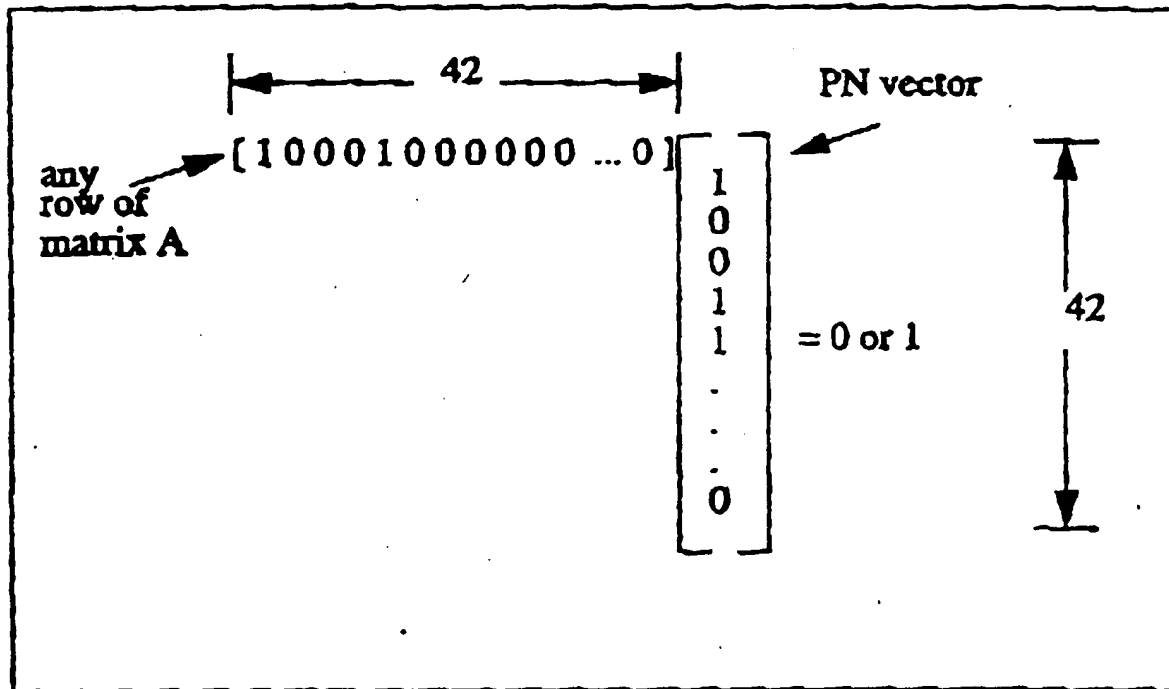 42
PN vector
[10001000000 ... 0]
any
row of
matrix A
1
0
0
1
1
.
.
.
0
= 0 or 1
42